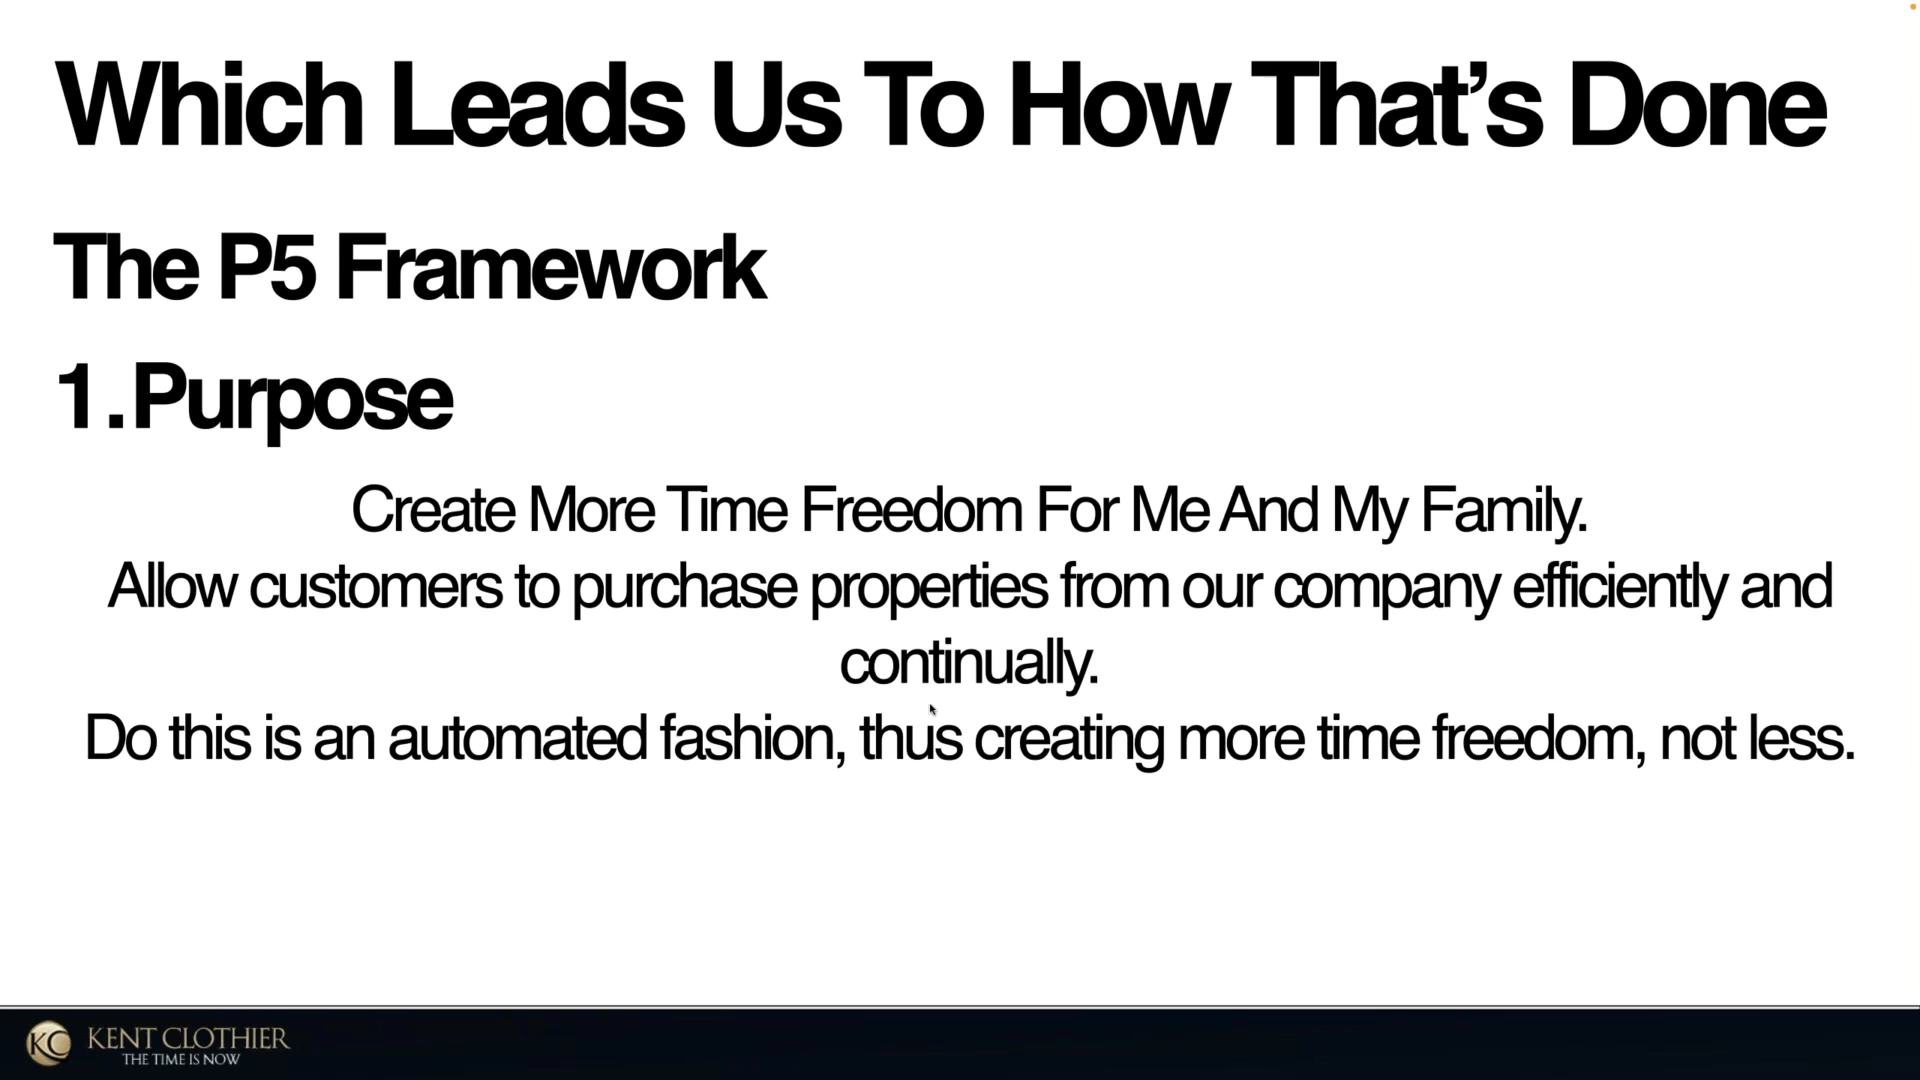 Which Leads Us To How That’s Done
The P5 Framework
1.Purpose
Create More Time Freedom For Me And My Family.
Allow customers to purchase properties from our company efficiently and
continually.
Do this is an automated fashion, thus creating more time freedom, not less.
KC KENT CLOTHIER
THE TIME IS NOW